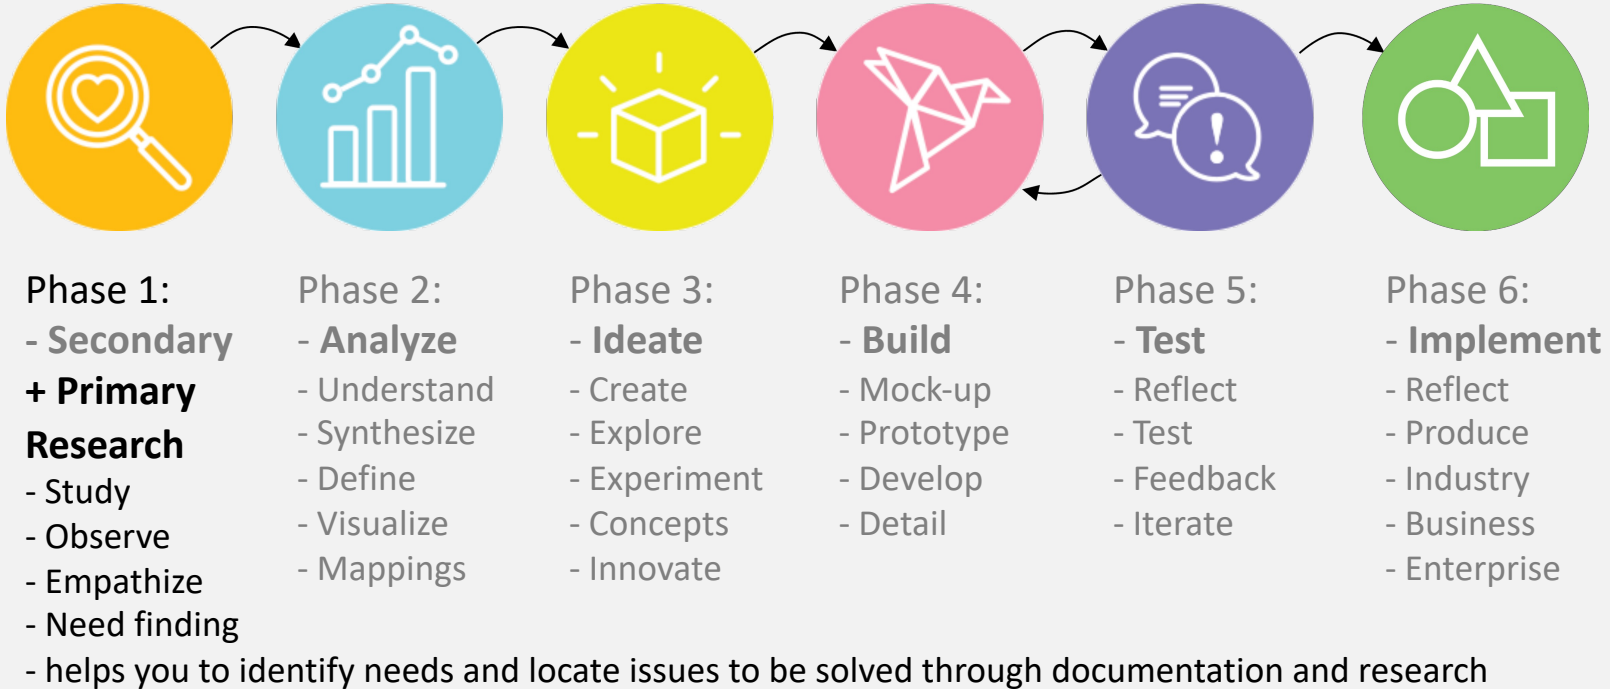 Phase 1:
- Secondary
+ Primary
Research
- Study
- Observe
- Empathize
- Need finding
- helps you to identify needs and locate issues to be solved through documentation and research
Phase 2:
- Analyze
- Understand
- Synthesize
- Define
- Visualize
- Mappings
Phase 3:
- Ideate
- Create
- Explore
- Experiment
- Concepts
- Innovate
Phase 4:
- Build
- Mock-up
- Prototype
- Develop
- Detail
Phase 5:
- Test
- Reflect
- Test
- Feedback
- Iterate
Phase 6:
- Implement
- Reflect
- Produce
- Industry
- Business
- Enterprise